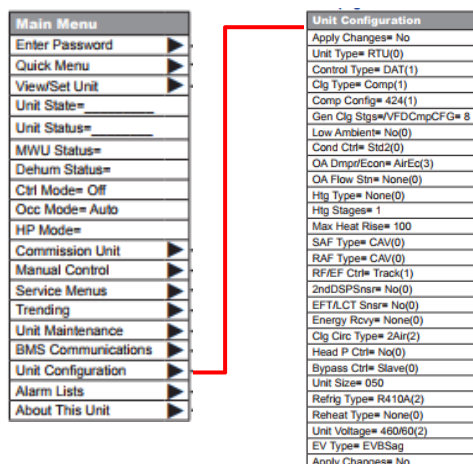 Main Menu
Enter Password
Quick Menu
View/Set Unit
Unit State=_________
Unit Status=_________
MWU Status=
Dehum Status=
Ctrl Mode= Off
Occ Mode= Auto
HP Mode=
Commission Unit
Manual Control
Service Menus
Trending
Unit Maintenance
BMS Communications
Unit Configuration
Alarm Lists
About This Unit
Unit Configuration
Apply Changes= No
Unit Type= RTU(0)
Control Type= DAT(1)
Clg Type= Comp(1)
Comp Config= 424(1)
Gen Clg Stgs=/VFDCmpCFG= 8
Low Ambient= No(0)
Cond Ctrl= Std2(0)
OA Dmpr/Econ= AirEc(3)
OA Flow Stn= None(0)
Htg Type= None(0)
Htg Stages= 1
Max Heat Rise= 100
SAF Type= CAV(0)
RAF Type= CAV(0)
RF/EF Ctrl= Track(1)
2ndDSPSnsr= No(0)
EFT/LCT Snsr= No(0)
Energy Rcvy= None(0)
Clg Circ Type= 2Air(2)
Head P Ctrl= No(0)
Bypass Ctrl= Slave(0)
Unit Size= 050
Refrig Type= R410A(2)
Reheat Type= None(0)
Unit Voltage= 460/60(2)
EV Type= EVBSag
Apply Changes= No